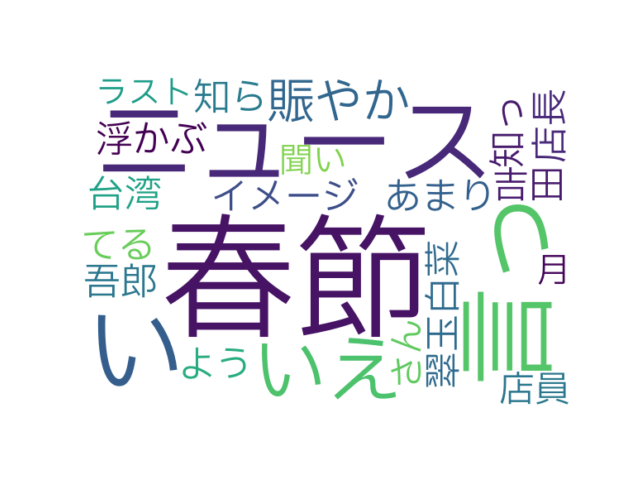 ラスト
知ら
賑やか
ニュース
浮かぶ
聞い
知っ
田店長
台湾
イメージ
あまり
言っ
てる
春節
吾郎
翠玉白菜
月
い
よう
いえ
さん
店員